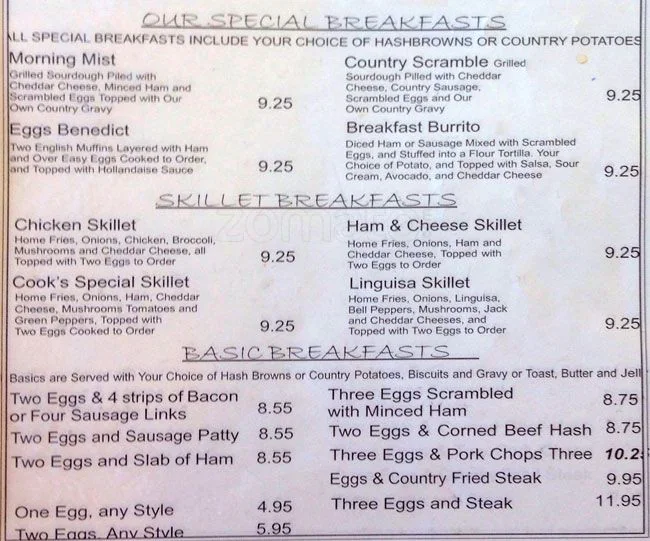 OUR SPECIAL BREAKFASTS
ALL SPECIAL BREAKFASTS INCLUDE YOUR CHOICE OF HASHBROWNS OR COUNTRY POTATOES
Morning Mist
Grilled Sourdough Piled with
Cheddar Cheese, Minced Ham and
Scrambled Eggs Topped with Our
Own Country Gravy 9.25
Country Scramble Grilled
Sourdough Pilled with Cheddar
Cheese, Country Sausage,
Scrambled Eggs and Our
Own Country Gravy 9.25
Eggs Benedict
Two English Muffins Layered with Ham
and Over Easy Eggs Cooked to Order,
and Topped with Hollandaise Sauce 9.25
Breakfast Burrito
Diced Ham or Sausage Mixed with Scrambled
Eggs, and Stuffed into a Flour Tortilla. Your
Choice of Potato, and Topped with Salsa, Sour
Cream, Avocado, and Cheddar Cheese 9.25
SKILLET BREAKFASTS
Chicken Skillet
Home Fries, Onions, Chicken, Broccoli,
Mushrooms and Cheddar Cheese, all
Topped with Two Eggs to Order 9.25
Ham & Cheese Skillet
Home Fries, Onions, Ham and
Cheddar Cheese, Topped with
Two Eggs to Order 9.25
Cook's Special Skillet
Home Fries, Onions, Ham, Cheddar
Cheese, Mushrooms Tomatoes and
Green Peppers, Topped with
Two Eggs Cooked to Order 9.25
Linguisa Skillet
Home Fries, Onions, Linguisa,
Bell Peppers, Mushrooms, Jack
and Cheddar Cheeses, and
Topped with Two Eggs to Order 9.25
BASIC BREAKFASTS
Basics are Served with Your Choice of Hash Browns or Country Potatoes, Biscuits and Gravy or Toast, Butter and Jell
Two Eggs & 4 strips of Bacon
or Four Sausage Links 8.55
Two Eggs and Sausage Patty 8.55
Two Eggs and Slab of Ham 8.55
One Egg, any Style 4.95
Two Eggs, Any Style 5.95
Three Eggs Scrambled
with Minced Ham 8.75
Two Eggs & Corned Beef Hash 8.75
Three Eggs & Pork Chops Three 10.2
Eggs & Country Fried Steak 9.95
Three Eggs and Steak 11.95